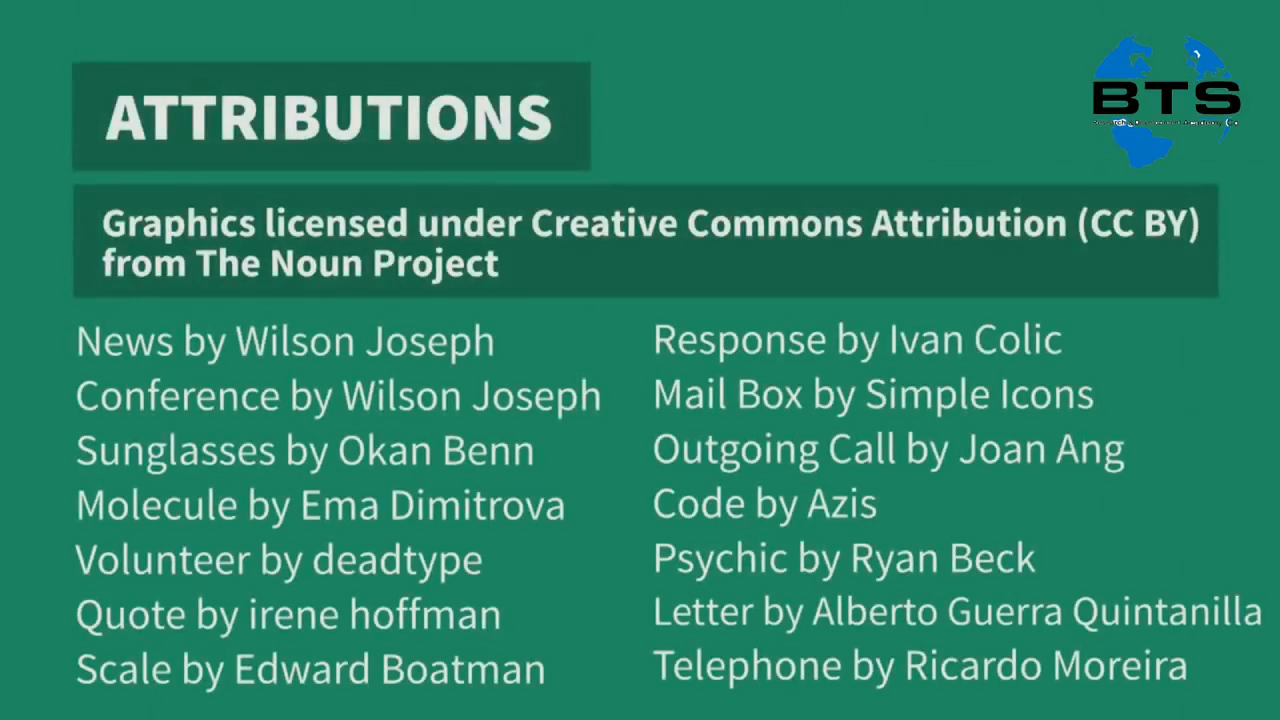 ATTRIBUTIONS
BTS
Graphics licensed under Creative Commons Attribution (CC BY)
from The Noun Project
News by Wilson Joseph
Conference by Wilson Joseph
Sunglasses by Okan Benn
Molecule by Ema Dimitrova
Volunteer by deadtype
Quote by irene hoffman
Scale by Edward Boatman
Response by Ivan Colic
Mail Box by Simple Icons
Outgoing Call by Joan Ang
Code by Azis
Psychic by Ryan Beck
Letter by Alberto Guerra Quintanilla
Telephone by Ricardo Moreira